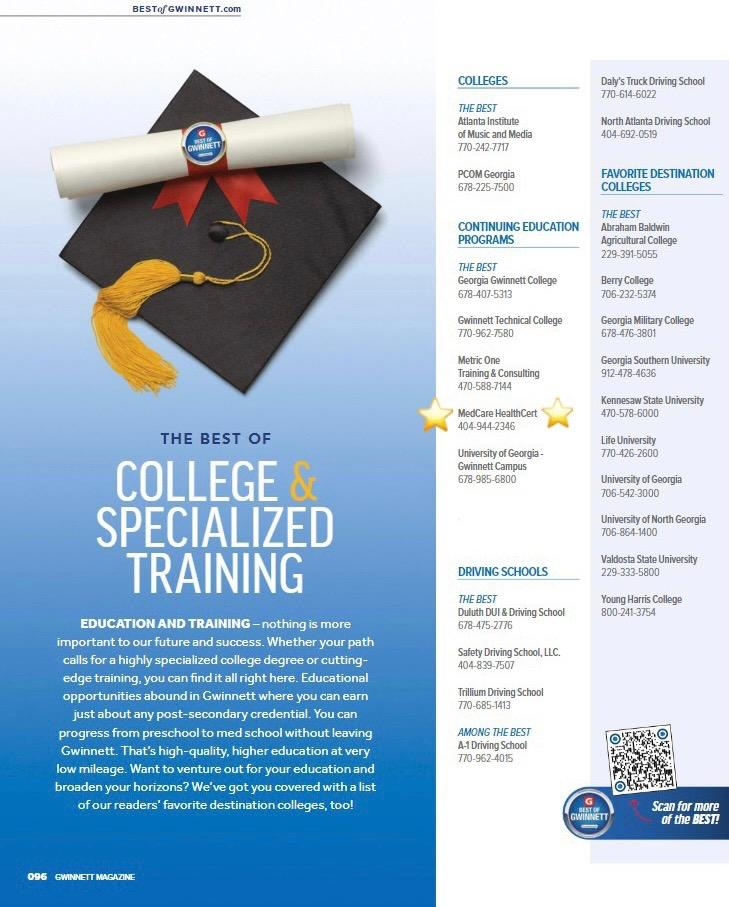 BESTofGWINNETT.com
G
BEST OF
GWINNETT
THE BEST OF
COLLEGE &
SPECIALIZED
TRAINING
EDUCATION AND TRAINING – nothing is more
important to our future and success. Whether your path
calls for a highly specialized college degree or cutting-
edge training, you can find it all right here. Educational
opportunities abound in Gwinnett where you can earn
just about any post-secondary credential. You can
progress from preschool to med school without leaving
Gwinnett. That's high-quality, higher education at very
low mileage. Want to venture out for your education and
broaden your horizons? We've got you covered with a list
of our readers' favorite destination colleges, too!
096 GWINNETT MAGAZINE
COLLEGES
THE BEST
Atlanta Institute
of Music and Media
770-242-7717
PCOM Georgia
678-225-7500
CONTINUING EDUCATION
PROGRAMS
THE BEST
Georgia Gwinnett College
678-407-5313
Gwinnett Technical College
770-962-7580
Metric One
Training & Consulting
470-588-7144
MedCare HealthCert
404-944-2346
University of Georgia -
Gwinnett Campus
678-985-6800
DRIVING SCHOOLS
THE BEST
Duluth DUI & Driving School
678-475-2776
Safety Driving School, LLC.
404-839-7507
Trillium Driving School
770-685-1413
AMONG THE BEST
A-1 Driving School
770-962-4015
Daly's Truck Driving School
770-614-6022
North Atlanta Driving School
404-692-0519
FAVORITE DESTINATION
COLLEGES
THE BEST
Abraham Baldwin
Agricultural College
229-391-5055
Berry College
706-232-5374
Georgia Military College
678-476-3801
Georgia Southern University
912-478-4636
Kennesaw State University
470-578-6000
Life University
770-426-2600
University of Georgia
706-542-3000
University of North Georgia
706-864-1400
Valdosta State University
229-333-5800
Young Harris College
800-241-3754
G
BEST OF
GWINNETT
Scan for more
of the BEST!